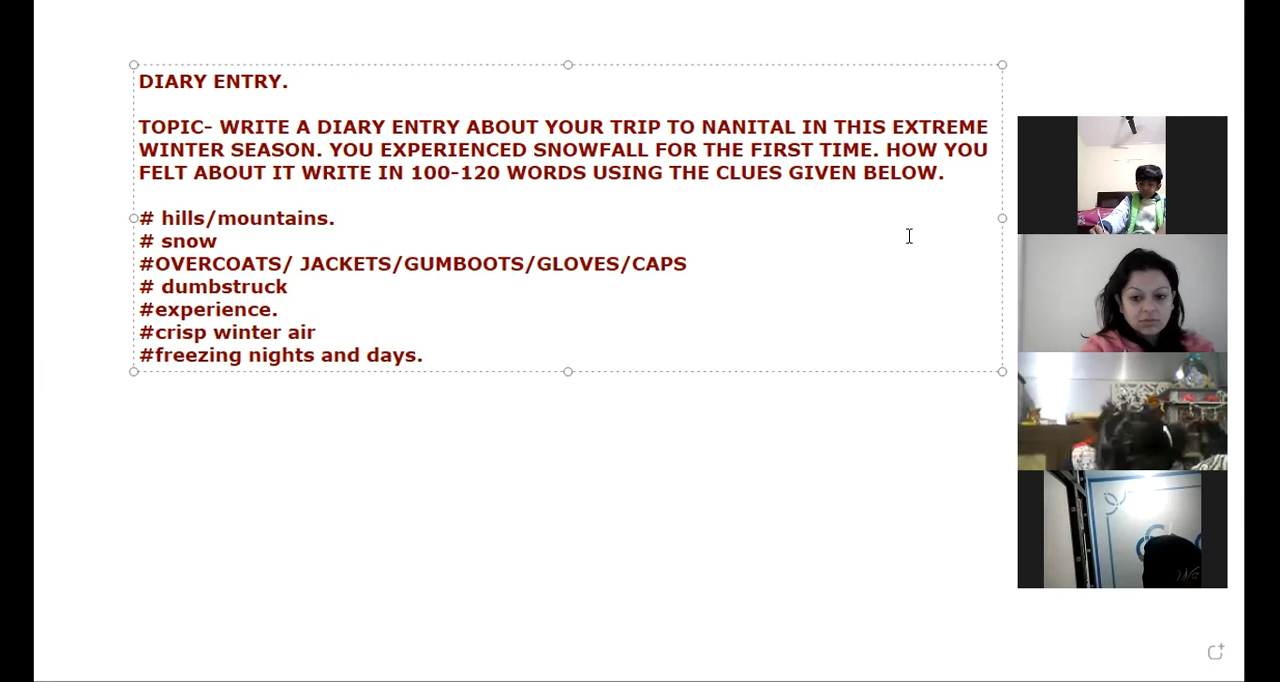 DIARY ENTRY.
TOPIC- WRITE A DIARY ENTRY ABOUT YOUR TRIP TO NANITAL IN THIS EXTREME
WINTER SEASON. YOU EXPERIENCED SNOWFALL FOR THE FIRST TIME. HOW YOU
FELT ABOUT IT WRITE IN 100-120 WORDS USING THE CLUES GIVEN BELOW.
# hills/mountains.
# snow
#OVERCOATS/ JACKETS/GUMBOOTS/GLOVES/CAPS
# dumbstruck
#experience.
#crisp winter air
#freezing nights and days.